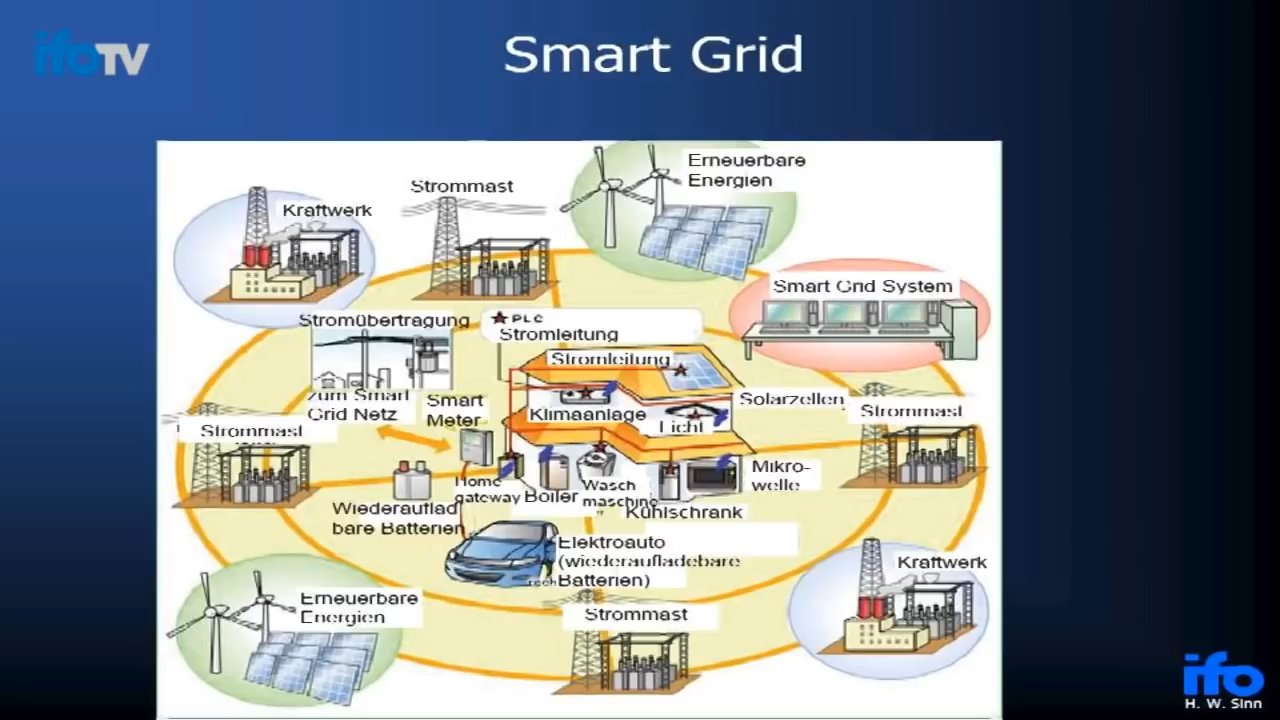 ifoTV
Smart Grid
Erneuerbare
Energien
Strommast
Kraftwerk
Smart Grid System
Stromübertragung
PLC
Stromleitung
Stromleitung
zum Smart
Grid Netz
Smart
Meter
Klimaanlage
Licht
Solarzellen
Strommast
Strommast
Mikro-
welle
Home
gateway
Boiler
Wasch
maschine
Kühlschrank
Wiederauflad
bare Batterien
Elektroauto
(wiederaufladebare
Batterien)
Kraftwerk
Erneuerbare
Energien
Strommast
ifo
H. W. Sinn